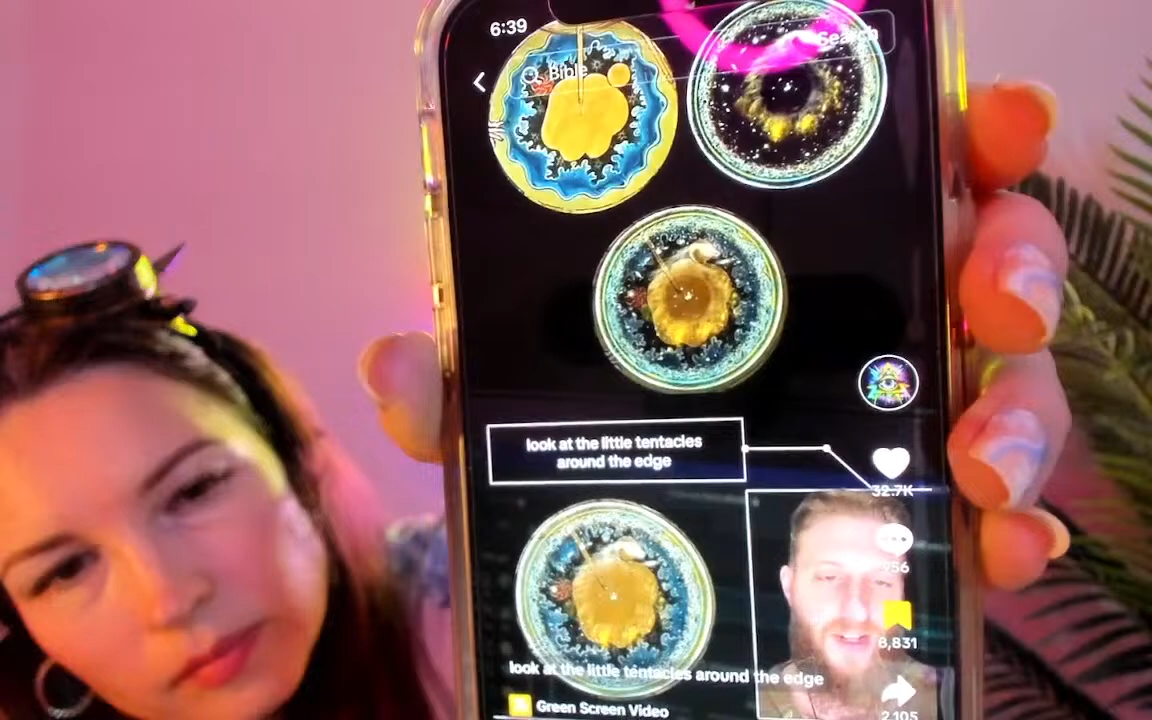 6:39
Search
Bible
look at the little tentacles
around the edge
32.7K
956
8,831
look at the little tentacles around the edge
Green Screen Video
2,105